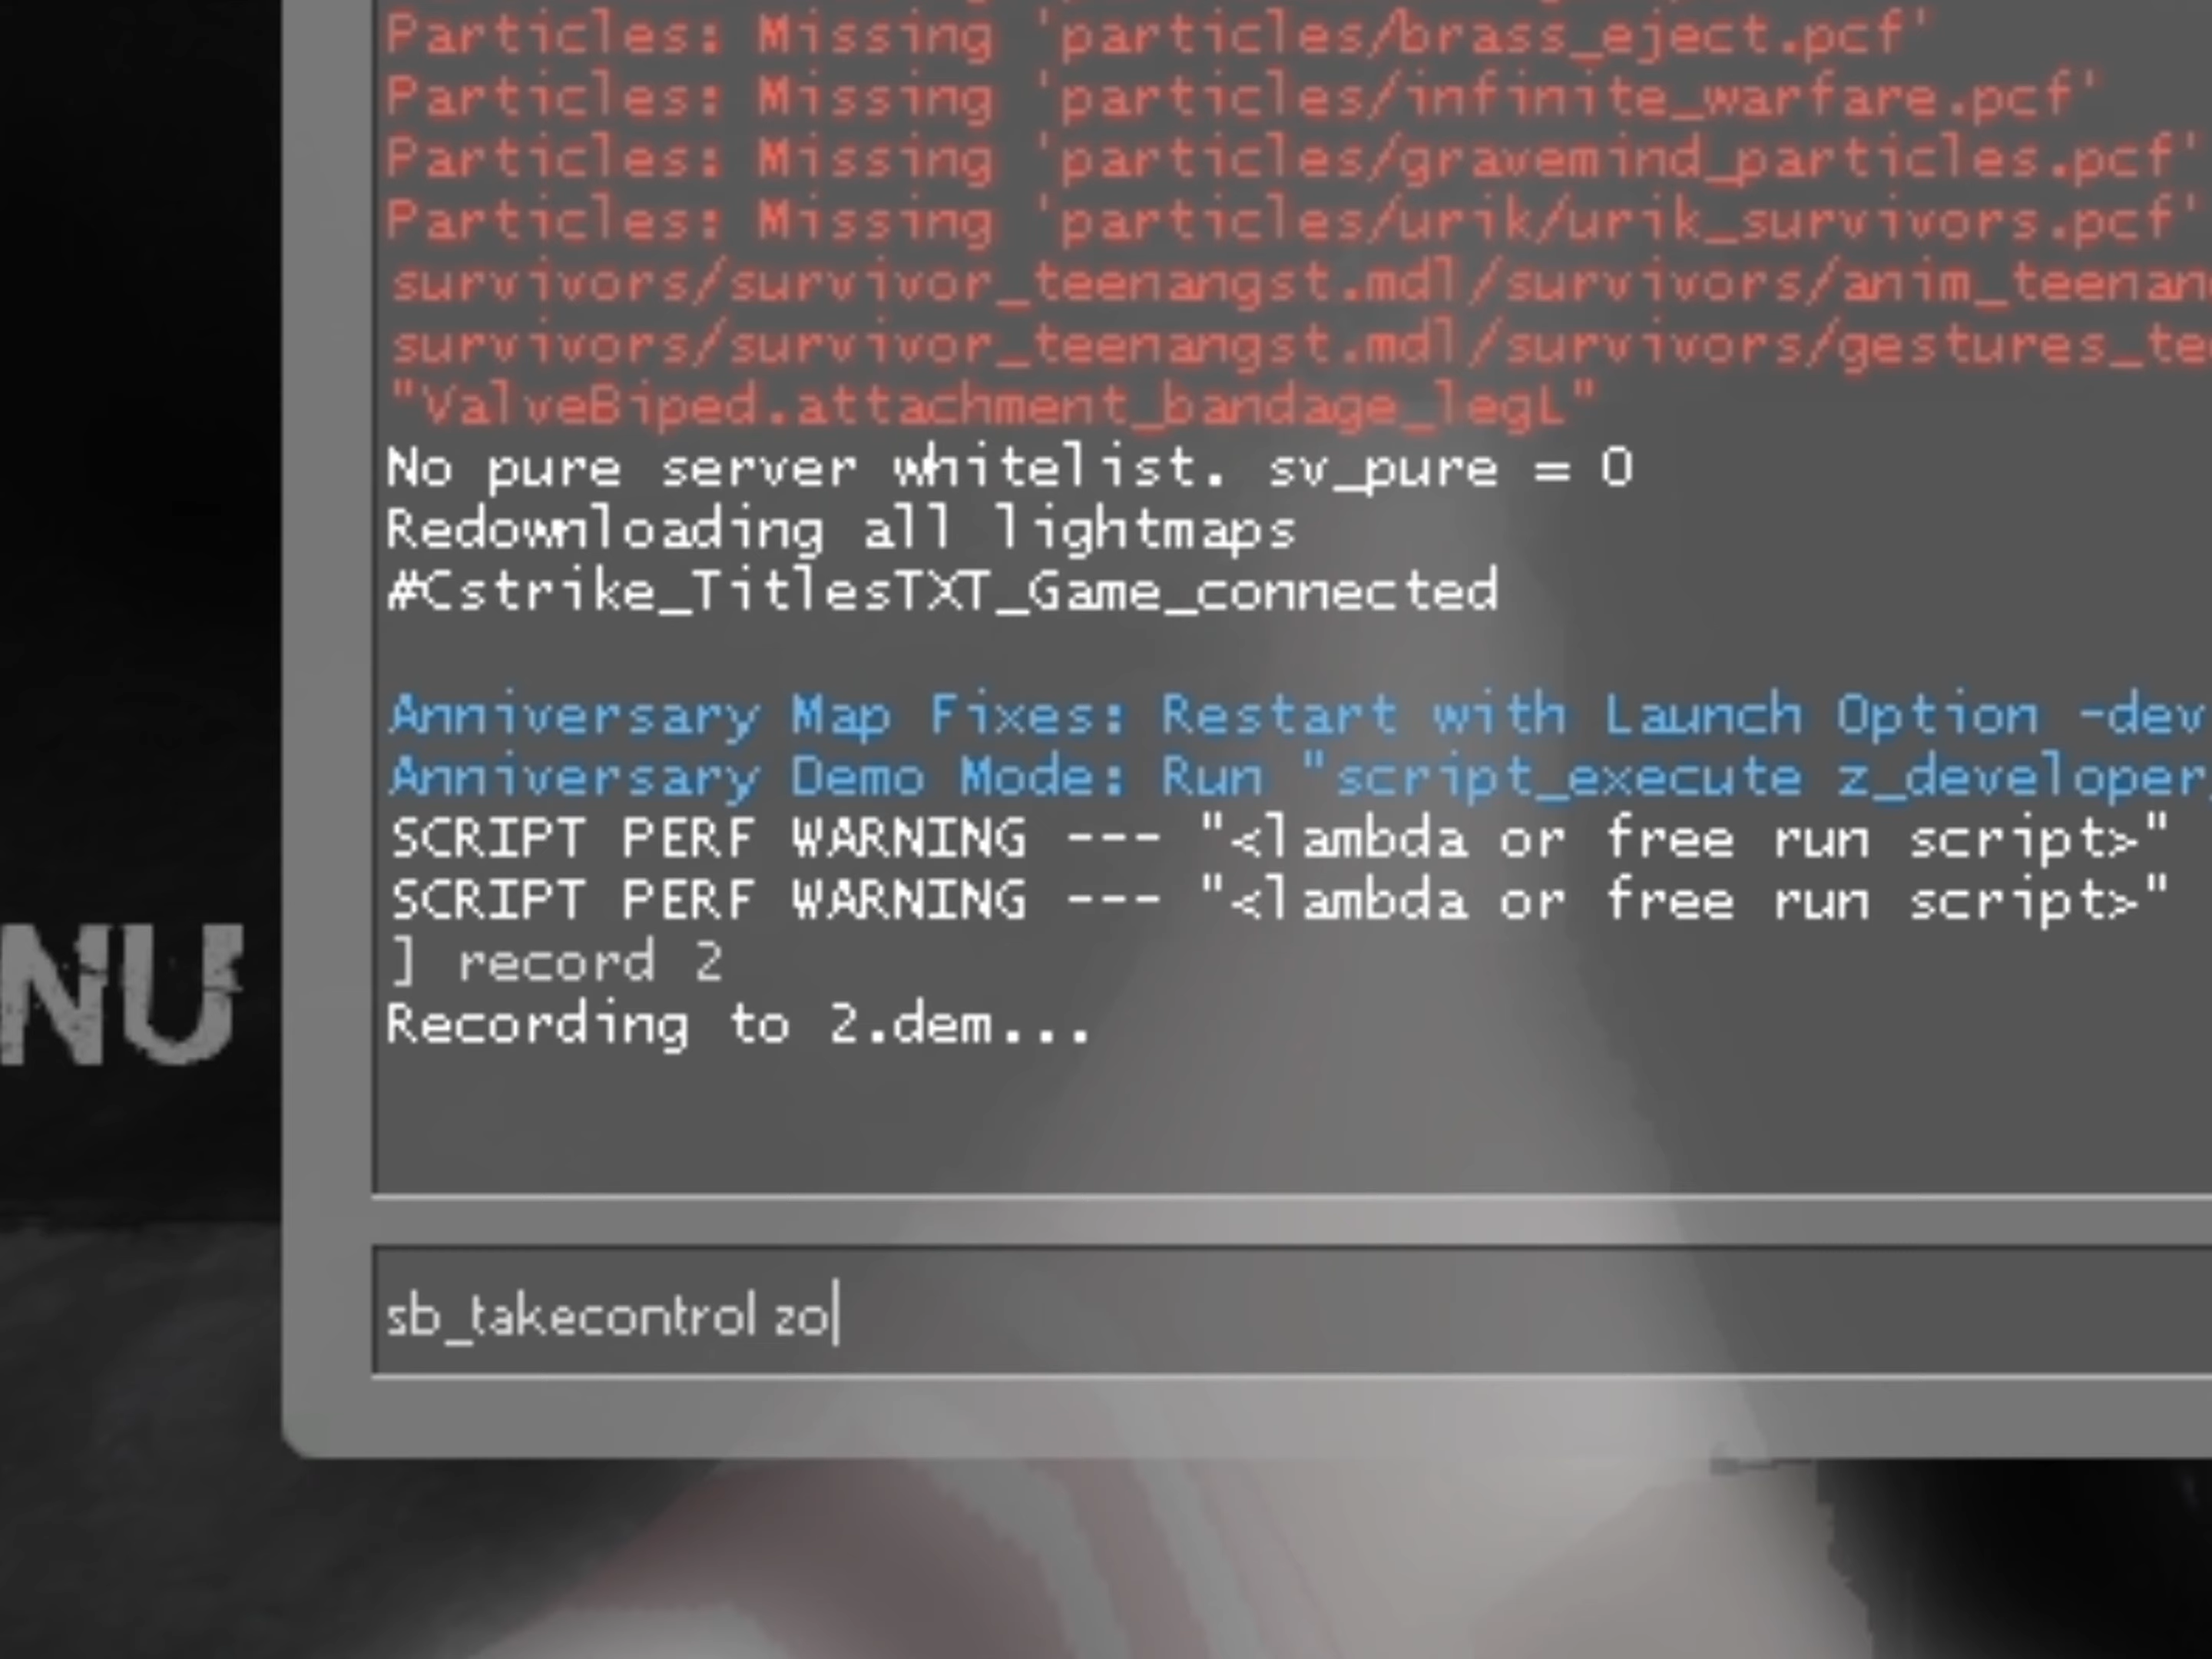 Particles: Missing 'particles/brass_eject.pcf'
Particles: Missing 'particles/infinite_warfare.pcf'
Particles: Missing 'particles/gravemind_particles.pcf'
Particles: Missing 'particles/urik/urik_survivors.pcf'
survivors/survivor_teenangst.mdl/survivors/anim_teenang
survivors/survivor_teenangst.mdl/survivors/gestures_tee
"ValveBiped.attachment_bandage_legL"
No pure server whitelist. sv_pure = 0
Redownloading all lightmaps
#Cstrike_TitlesTXT_Game_connected
Anniversary Map Fixes: Restart with Launch Option -dev
Anniversary Demo Mode: Run "script_execute z_developer
SCRIPT PERF WARNING --- "<lambda or free run script>"
SCRIPT PERF WARNING --- "<lambda or free run script>"
NU
] record 2
Recording to 2.dem...
sb_takecontrol zo